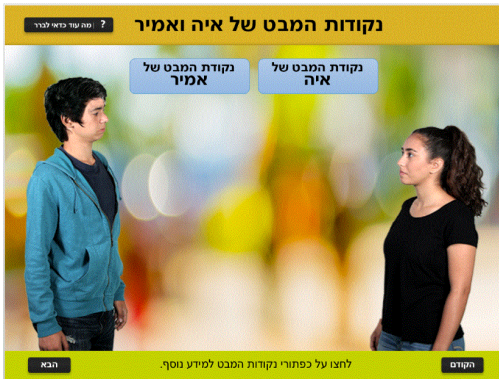 נקודות המבט של איה ואמיר
? | מה עוד כדאי לברר
נקודת המבט של
איה
נקודת המבט של
אמיר
הקודם
לחצו על כפתורי נקודות המבט למידע נוסף.
הבא